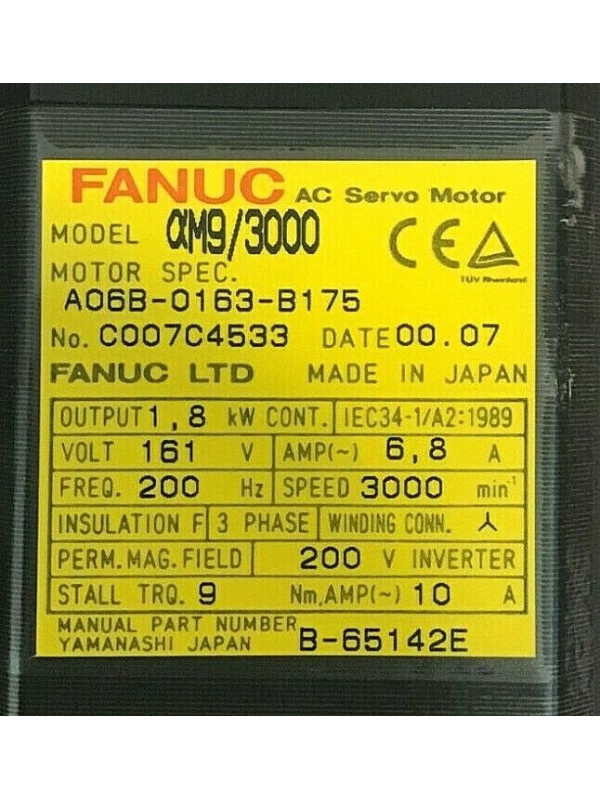 FANUC AC Servo Motor
MODEL αM9/3000
CE
TÜV Rheinland
MOTOR SPEC.
A06B-0163-B175
No. C007C4533 DATE 00.07
FANUC LTD MADE IN JAPAN
OUTPUT 1,8 kW CONT. IEC34-1/A2:1989
VOLT 161 V AMP(~) 6,8 A
FREQ. 200 Hz SPEED 3000 min⁻¹
INSULATION F 3 PHASE WINDING CONN. ⅄
PERM.MAG.FIELD 200 V INVERTER
STALL TRQ. 9 Nm,AMP(~) 10 A
MANUAL PART NUMBER
YAMANASHI JAPAN B-65142E